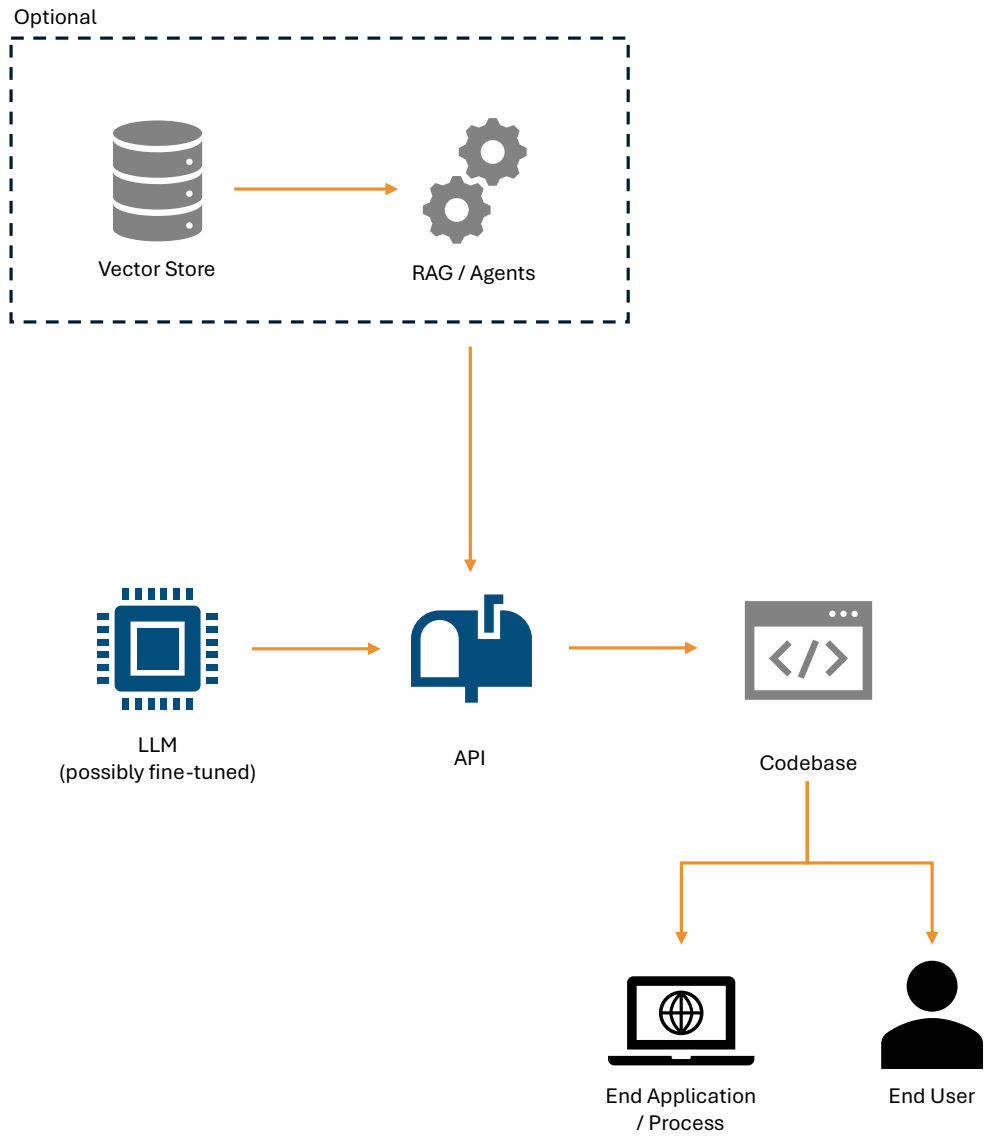 Optional
Vector Store
RAG / Agents
LLM
(possibly fine-tuned)
API
</>
Codebase
End Application
/ Process
End User